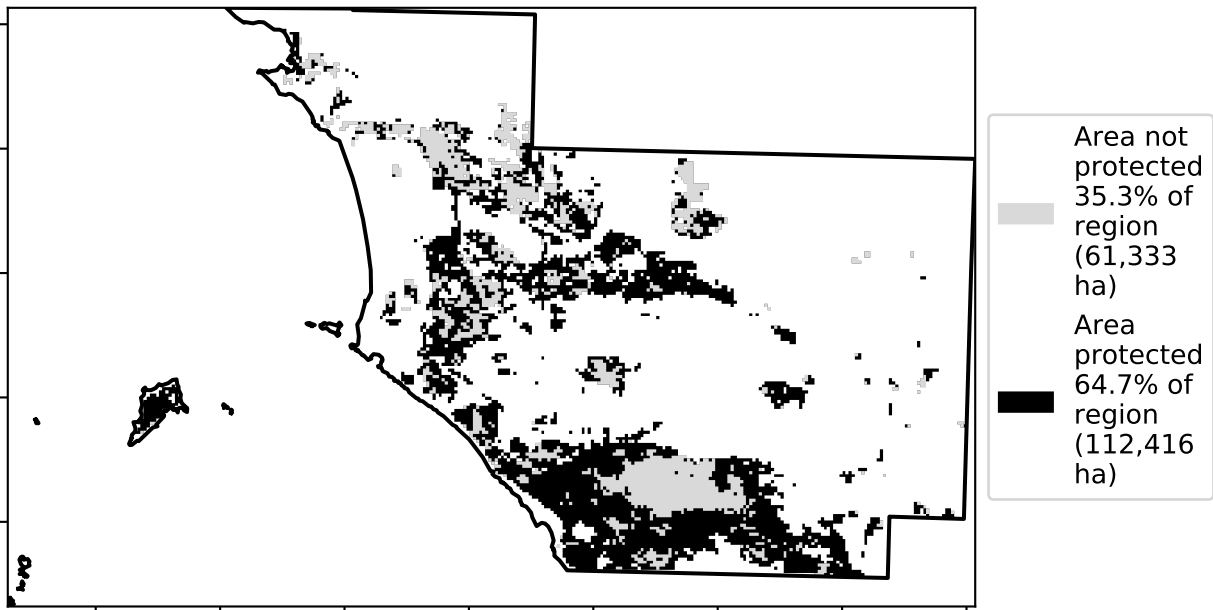 Area not
protected
35.3% of
region
(61,333
ha)
Area
protected
64.7% of
region
(112,416
ha)